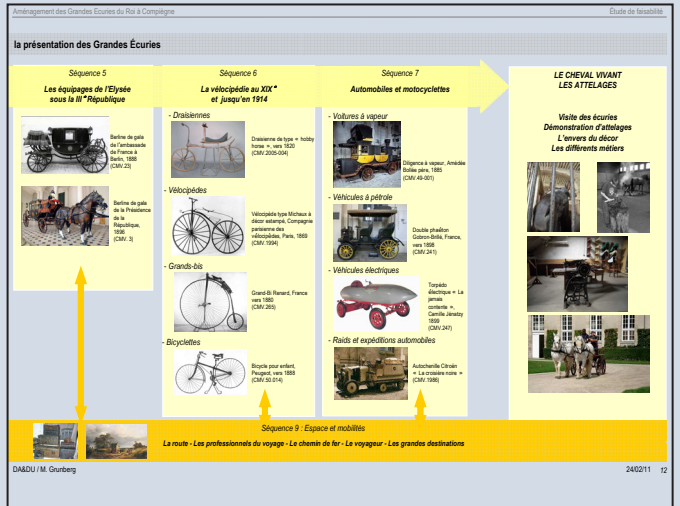 Aménagement des Grandes Ecuries du Roi à Compiègne
Étude de faisabilité
la présentation des Grandes Écuries
Séquence 5
Les équipages de l'Elysée
sous la IIIe République
Berline de gala
de l'ambassade
de France à
Berlin, 1888
(CMV.23)
Berline de gala
de la Présidence
de la
République,
1896
(CMV. 3)
Séquence 6
La vélocipédie au XIXe
et jusqu'en 1914
- Draisiennes
Draisienne de type « hobby
horse », vers 1820
(CMV.2005-004)
- Vélocipèdes
Vélocipède type Michaux à
décor estampé, Compagnie
parisienne des
vélocipèdes, Paris, 1869
(CMV.1994)
- Grands-bis
Grand-Bi Renard, France
vers 1880
(CMV.265)
- Bicyclettes
Bicycle pour enfant,
Peugeot, vers 1888
(CMV.50.014)
Séquence 7
Automobiles et motocyclettes
- Voitures à vapeur
Diligence à vapeur, Amédée
Bollée père, 1885
(CMV.49-001)
- Véhicules à pétrole
Double phaéton
Gobron-Brillé, France,
vers 1898
(CMV.241)
- Véhicules électriques
Torpédo
électrique « La
jamais
contente »,
Camille Jénatzy
1899
(CMV.247)
- Raids et expéditions automobiles
Autochenille Citroën
« La croisière noire »
(CMV.1986)
LE CHEVAL VIVANT
LES ATTELAGES
Visite des écuries
Démonstration d'attelages
L'envers du décor
Les différents métiers
Séquence 9 : Espace et mobilités
La route - Les professionnels du voyage - Le chemin de fer - Le voyageur - Les grandes destinations
DA&DU / M. Grunberg
24/02/11 12